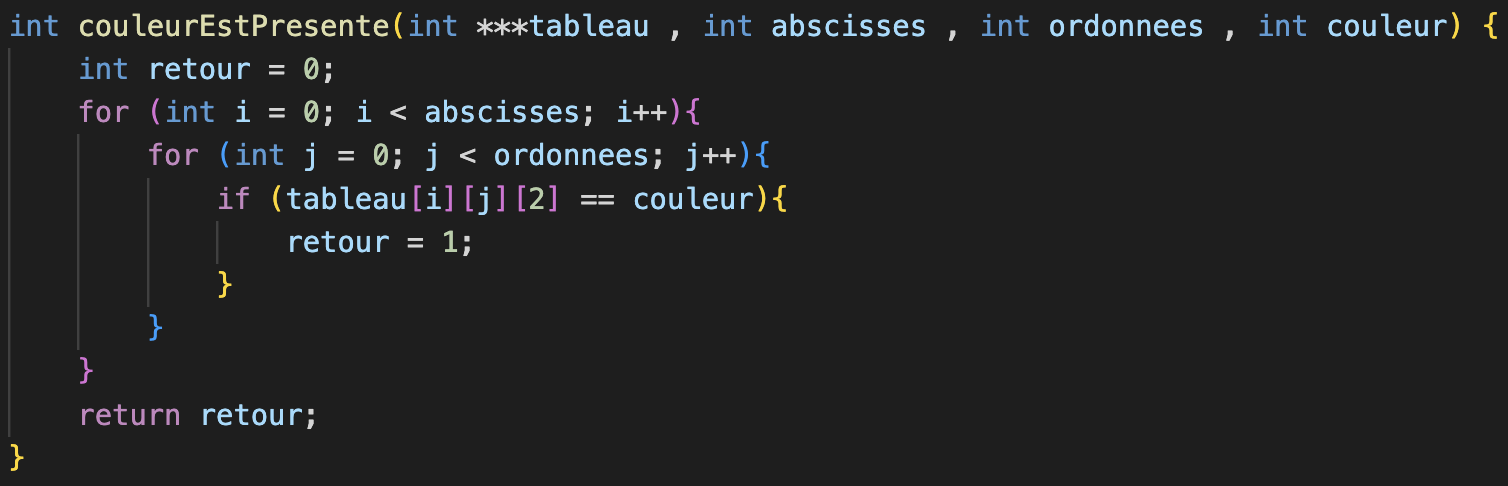 int couleurEstPresente(int ***tableau , int abscisses , int ordonnees , int couleur) {
    int retour = 0;
    for (int i = 0; i < abscisses; i++){
        for (int j = 0; j < ordonnees; j++){
            if (tableau[i][j][2] == couleur){
                retour = 1;
            }
        }
    }
    return retour;
}